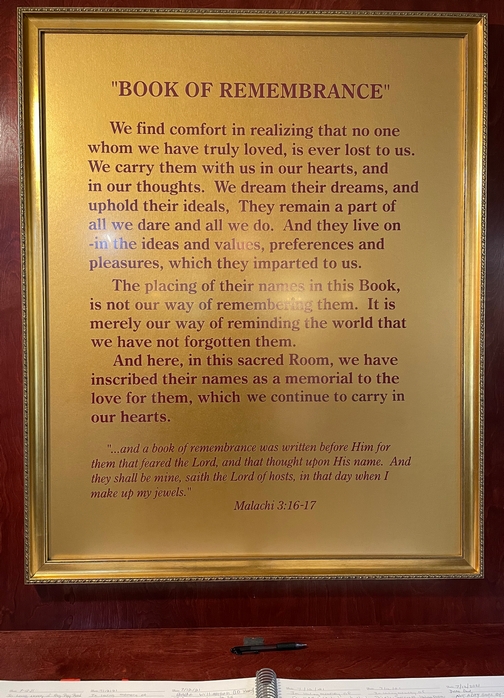 "BOOK OF REMEMBRANCE"
We find comfort in realizing that no one
whom we have truly loved, is ever lost to us.
We carry them with us in our hearts, and
in our thoughts. We dream their dreams, and
uphold their ideals, They remain a part of
all we dare and all we do. And they live on
-in the ideas and values, preferences and
pleasures, which they imparted to us.
The placing of their names in this Book,
is not our way of remembering them. It is
merely our way of reminding the world that
we have not forgotten them.
And here, in this sacred Room, we have
inscribed their names as a memorial to the
love for them, which we continue to carry in
our hearts.
"...and a book of remembrance was written before Him for
them that feared the Lord, and that thought upon His name. And
they shall be mine, saith the Lord of hosts, in that day when I
make up my jewels."
Malachi 3:16-17